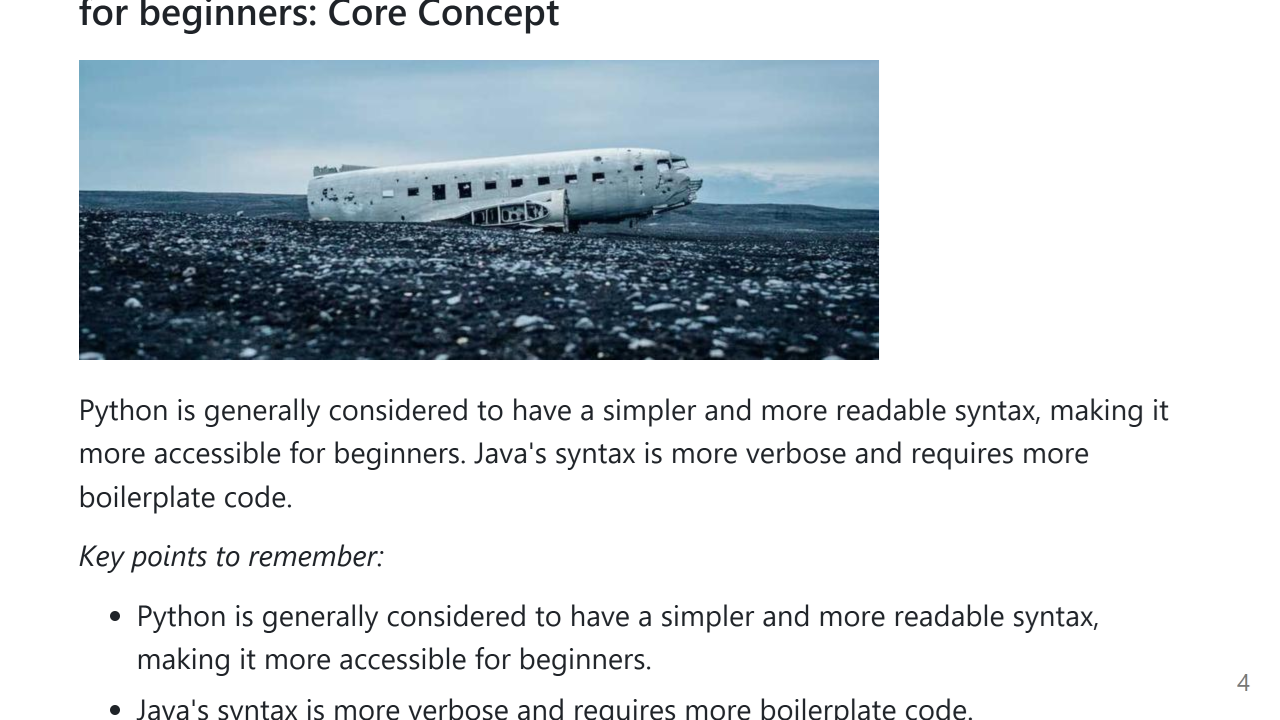 for beginners: Core Concept
Python is generally considered to have a simpler and more readable syntax, making it
more accessible for beginners. Java's syntax is more verbose and requires more
boilerplate code.
Key points to remember:
• Python is generally considered to have a simpler and more readable syntax,
making it more accessible for beginners.
• Java's syntax is more verbose and requires more boilerplate code.
4